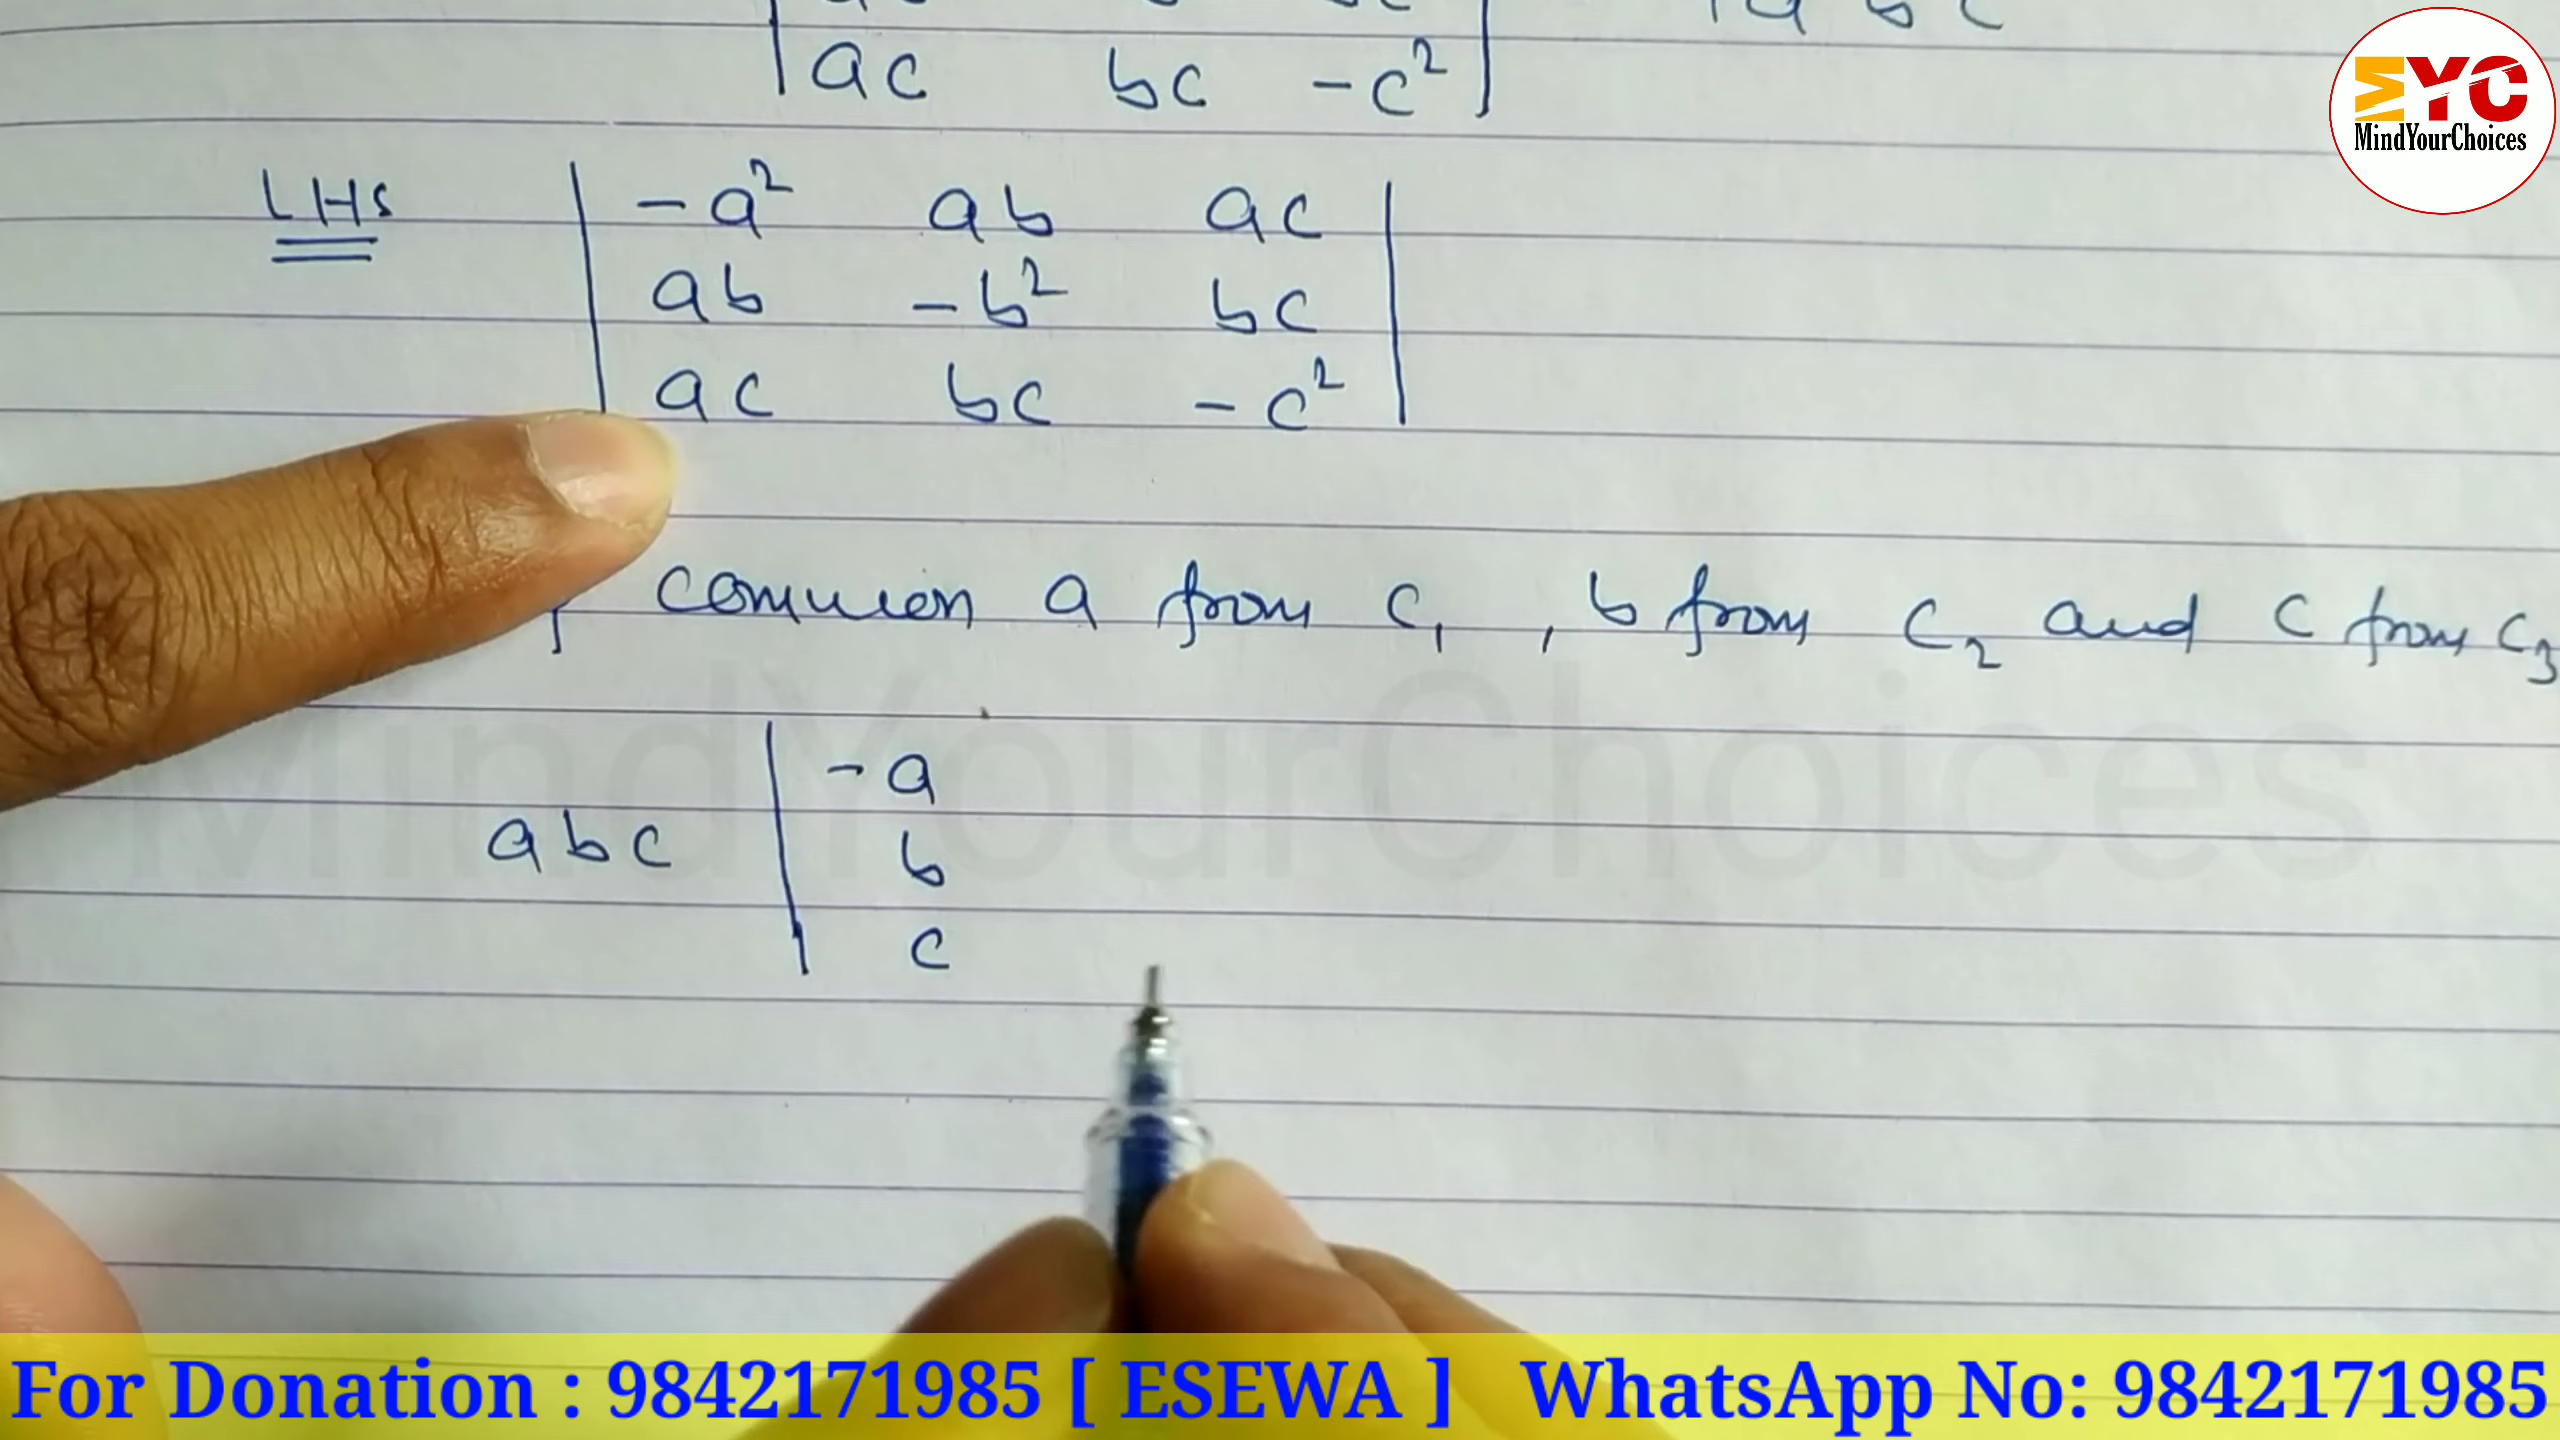 ac bc -c²
LHS
-a² ab ac
ab -b² bc
ac bc -c²
common a from C₁, b from C₂ and C from C₃
-a
abc b
c
MYC
MindYourChoices
MindYourChoices
For Donation : 9842171985 [ ESEWA ] WhatsApp No: 9842171985